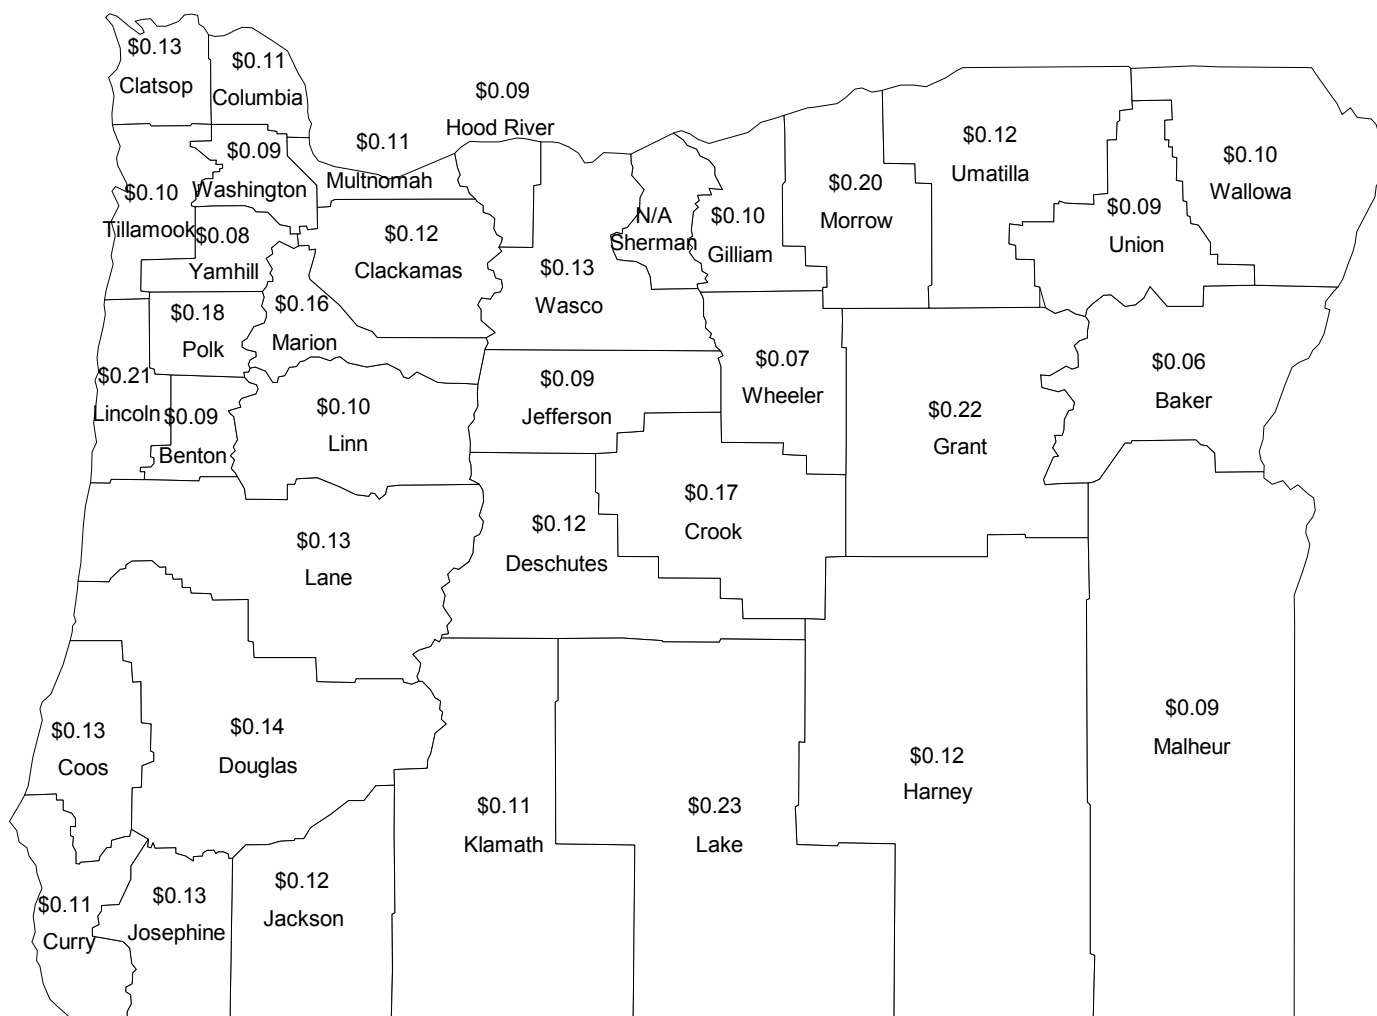 $0.13
Clatsop
$0.11
Columbia
$0.09
Hood River
$0.11
Multnomah
$0.09
Washington
$0.10
Tillamook
$0.08
Yamhill
$0.12
Clackamas
$0.13
Wasco
N/A
Sherman
$0.10
Gilliam
$0.20
Morrow
$0.12
Umatilla
$0.09
Union
$0.10
Wallowa
$0.18
Polk
$0.16
Marion
$0.21
Lincoln
$0.09
Benton
$0.10
Linn
$0.09
Jefferson
$0.07
Wheeler
$0.22
Grant
$0.06
Baker
$0.13
Lane
$0.12
Deschutes
$0.17
Crook
$0.13
Coos
$0.14
Douglas
$0.11
Klamath
$0.23
Lake
$0.12
Harney
$0.09
Malheur
$0.11
Curry
$0.13
Josephine
$0.12
Jackson